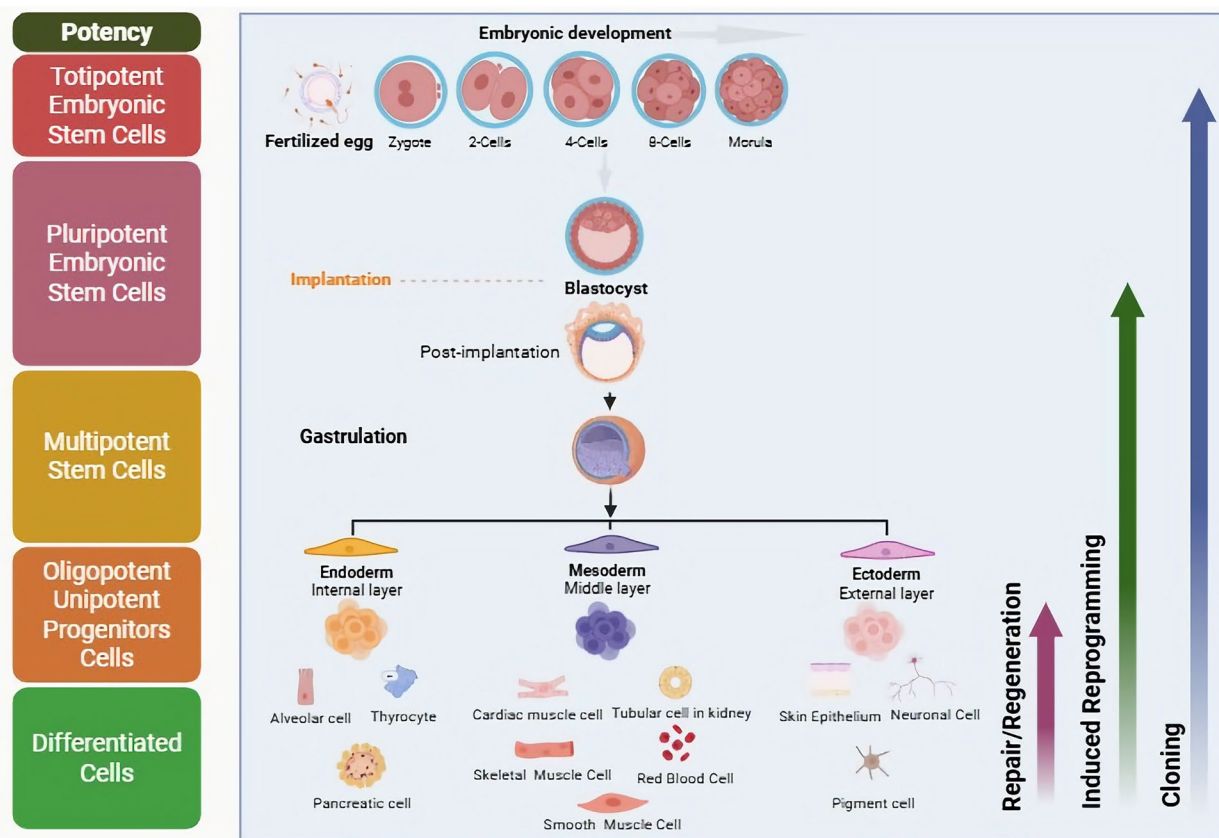 Potency
Totipotent
Embryonic
Stem Cells
Pluripotent
Embryonic
Stem Cells
Multipotent
Stem Cells
Oligopotent
Unipotent
Progenitors
Cells
Differentiated
Cells
Embryonic development
Fertilized egg
Zygote
2-Cells
4-Cells
8-Cells
Morula
Implantation
Blastocyst
Post-implantation
Gastrulation
Endoderm
Internal layer
Mesoderm
Middle layer
Ectoderm
External layer
Alveolar cell
Thyrocyte
Cardiac muscle cell
Tubular cell in kidney
Skin Epithelium
Neuronal Cell
Skeletal Muscle Cell
Red Blood Cell
Pancreatic cell
Pigment cell
Smooth Muscle Cell
Repair/Regeneration
Induced Reprogramming
Cloning